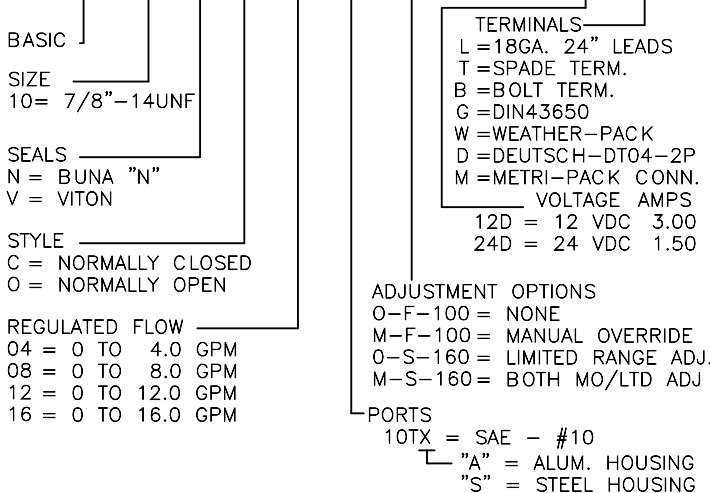 BASIC
SIZE
10= 7/8"-14UNF
SEALS
N = BUNA "N"
V = VITON
STYLE
C = NORMALLY CLOSED
O = NORMALLY OPEN
REGULATED FLOW
04 = 0 TO 4.0 GPM
08 = 0 TO 8.0 GPM
12 = 0 TO 12.0 GPM
16 = 0 TO 16.0 GPM
TERMINALS
L =18GA. 24" LEADS
T =SPADE TERM.
B =BOLT TERM.
G =DIN43650
W =WEATHER-PACK
D =DEUTSCH-DT04-2P
M =METRI-PACK CONN.
VOLTAGE AMPS
12D = 12 VDC 3.00
24D = 24 VDC 1.50
ADJUSTMENT OPTIONS
O-F-100= NONE
M-F-100= MANUAL OVERRIDE
O-S-160= LIMITED RANGE ADJ.
M-S-160= BOTH MO/LTD ADJ
PORTS
10TX = SAE - #10
"A" = ALUM. HOUSING
"S" = STEEL HOUSING